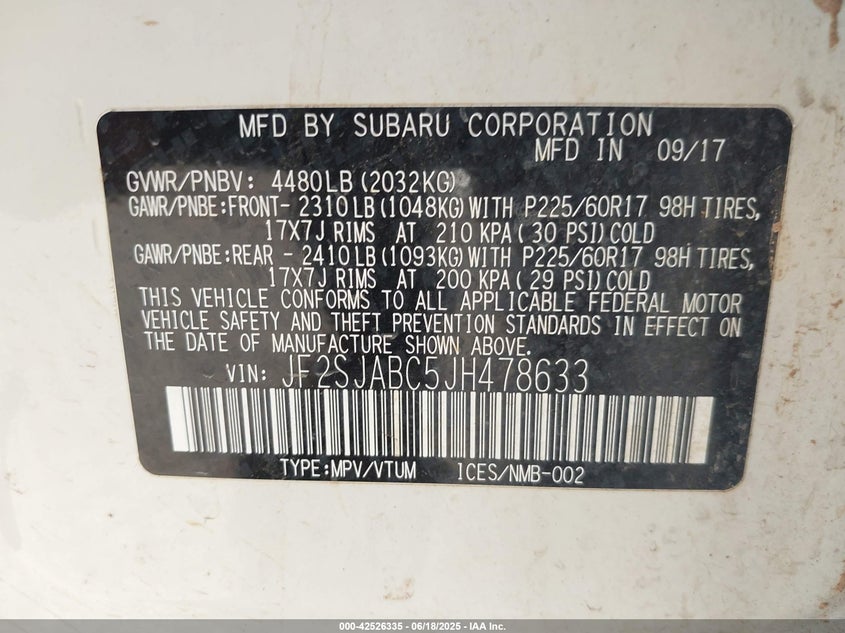 MFD BY SUBARU CORPORATION
MFD IN 09/17
GVWR/PNBV: 4480LB(2032KG)
GAWR/PNBE:FRONT- 2310LB(1048KG)WITH P225/60R17 98H TIRES,
17X7J RIMS AT 210 KPA( 30 PSI)COLD
GAWR/PNBE:REAR - 2410LB(1093KG)WITH P225/60R17 98H TIRES,
17X7J RIMS AT 200 KPA( 29 PSI)COLD
THIS VEHICLE CONFORMS TO ALL APPLICABLE FEDERAL MOTOR
VEHICLE SAFETY AND THEFT PREVENTION STANDARDS IN EFFECT ON
THE DATE OF MANUFACTURE SHOWN ABOVE.
VIN: JF2SJABC5JH478633
TYPE:MPV/VTUM ICES/NMB-002
000-42526335 - 06/18/2025 - IAA Inc.